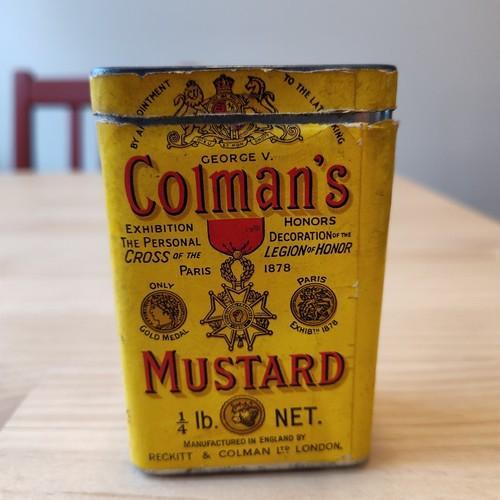 BY APPOINTMENT TO THE LATE KING
GEORGE V.
Colman's
EXHIBITION HONORS
THE PERSONAL DECORATION OF THE
CROSS OF THE LEGION OF HONOR
PARIS 1878
ONLY GOLD MEDAL
PARIS EXHIBTN 1878
MUSTARD
1/4 lb. NET.
MANUFACTURED IN ENGLAND BY
RECKITT & COLMAN LTD LONDON.